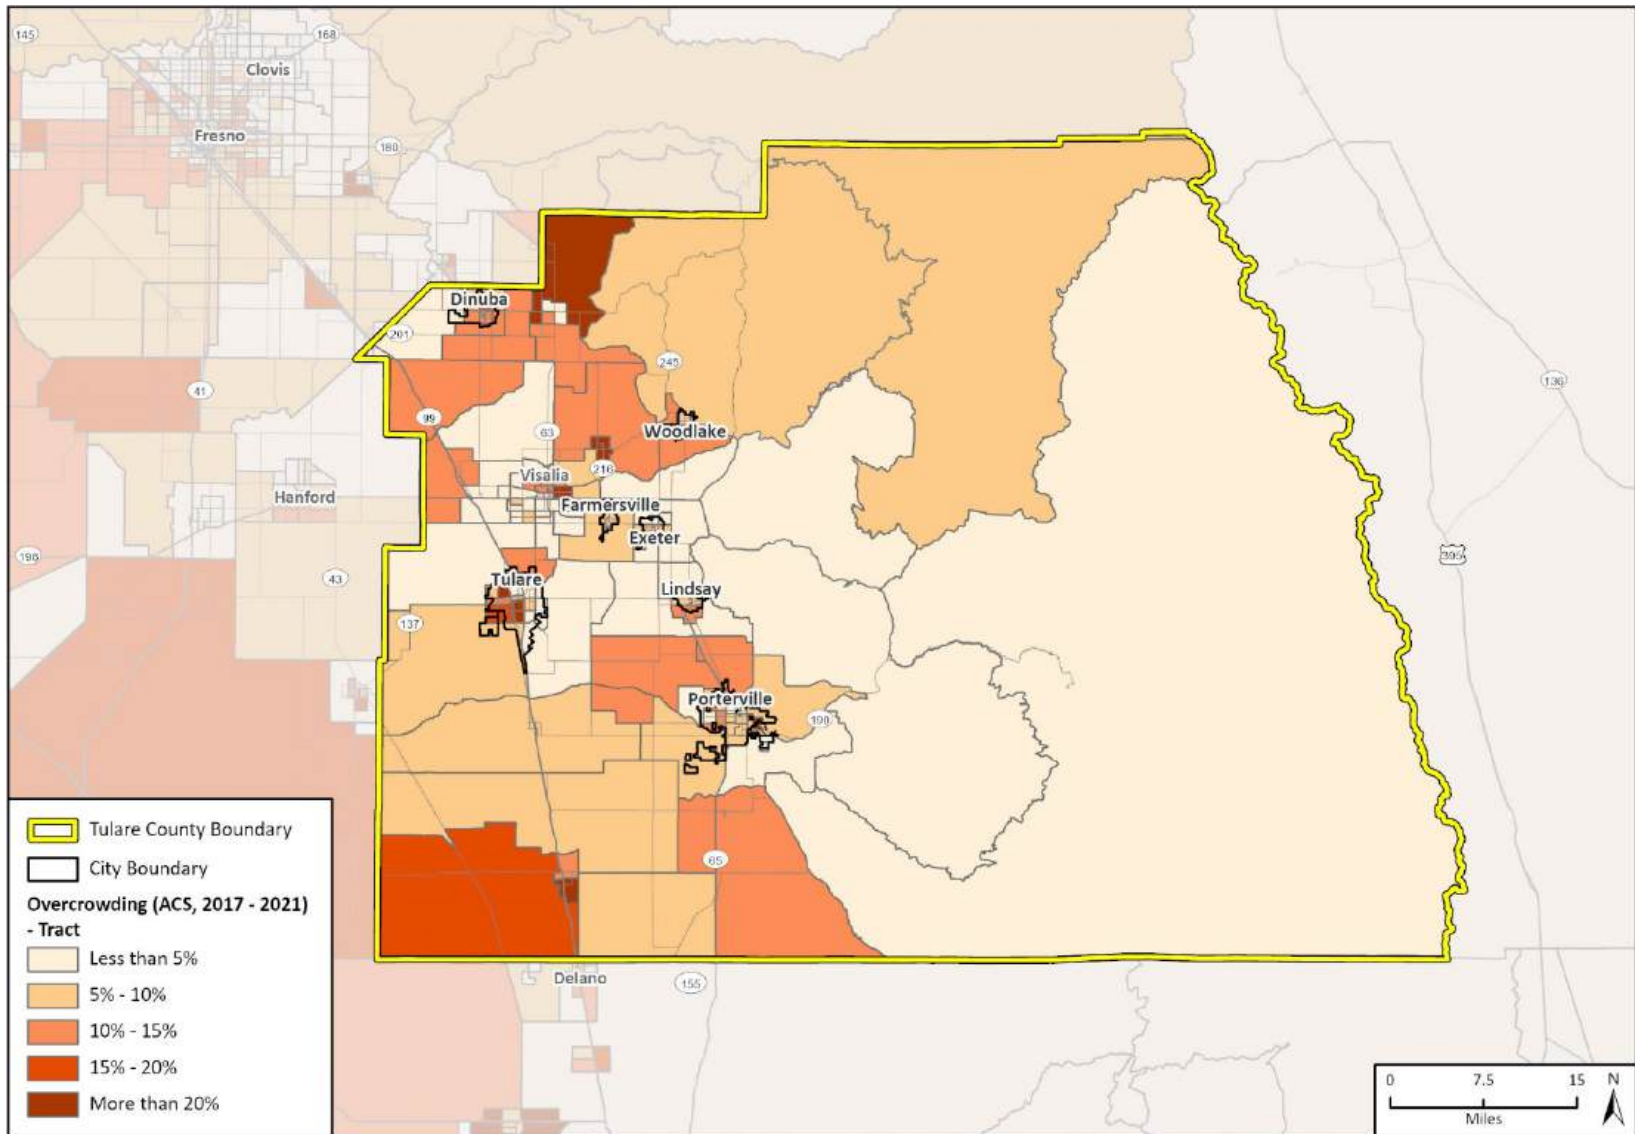 145
168
Clovis
Fresno
180
Dinuba
201
245
41
136
99
Woodlake
63
216
Visalia
Hanford
Farmersville
Exeter
198
395
43
Tulare
Lindsay
137
Porterville
190
65
Delano
155
Tulare County Boundary
City Boundary
Overcrowding (ACS, 2017 - 2021)
- Tract
Less than 5%
5% - 10%
10% - 15%
15% - 20%
More than 20%
0 7.5 15 N
Miles